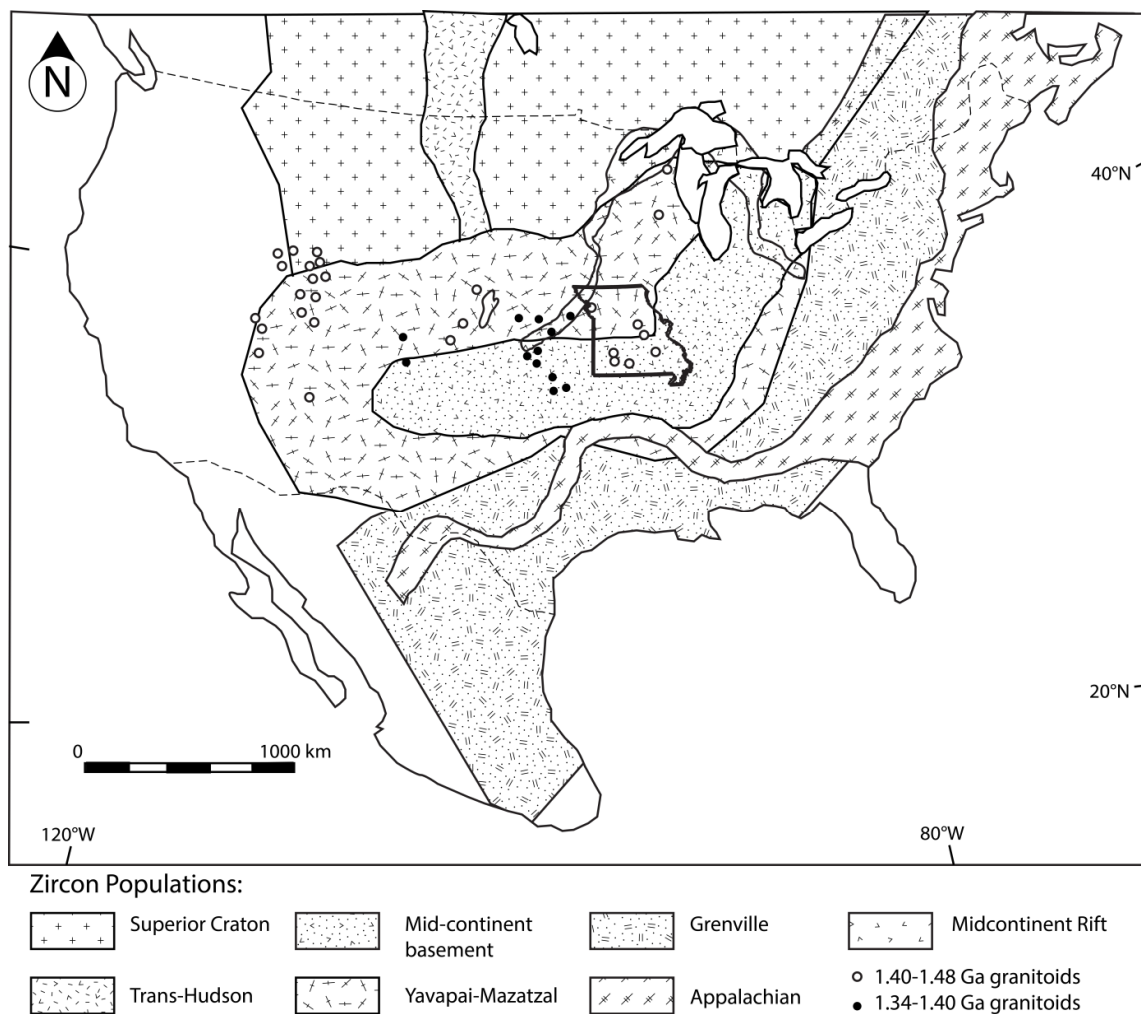 N
40°N
20°N
0 1000 km
120°W 80°W
Zircon Populations:
Superior Craton
Mid-continent
basement
Grenville
Midcontinent Rift
Trans-Hudson
Yavapai-Mazatzal
Appalachian
1.40-1.48 Ga granitoids
1.34-1.40 Ga granitoids